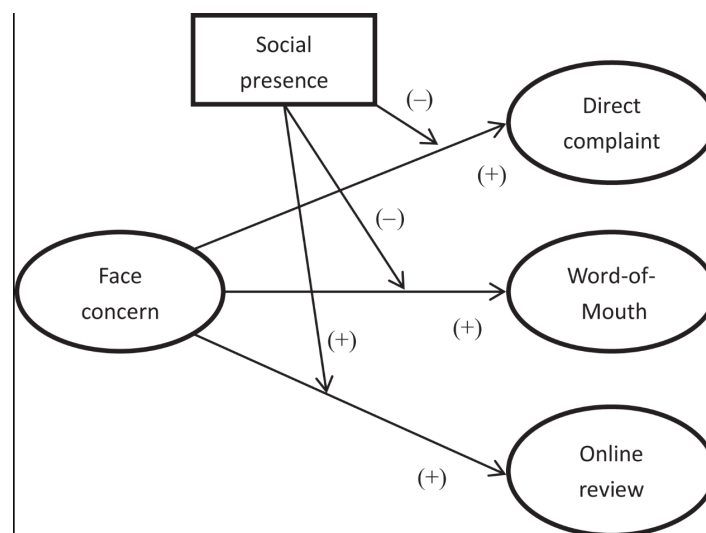 Social
presence
(–)
Direct
complaint
(+)
(–)
Face
concern
Word-of-
Mouth
(+)
(+)
Online
review
(+)